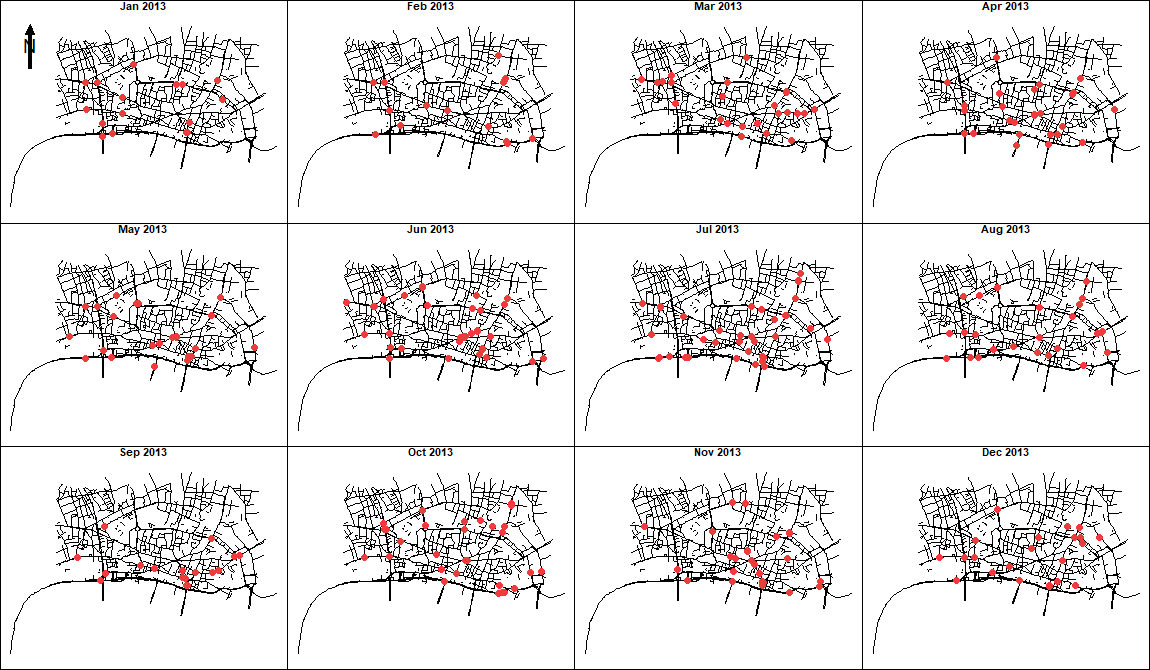 Jan 2013
Feb 2013
Mar 2013
Apr 2013
N
May 2013
Jun 2013
Jul 2013
Aug 2013
Sep 2013
Oct 2013
Nov 2013
Dec 2013